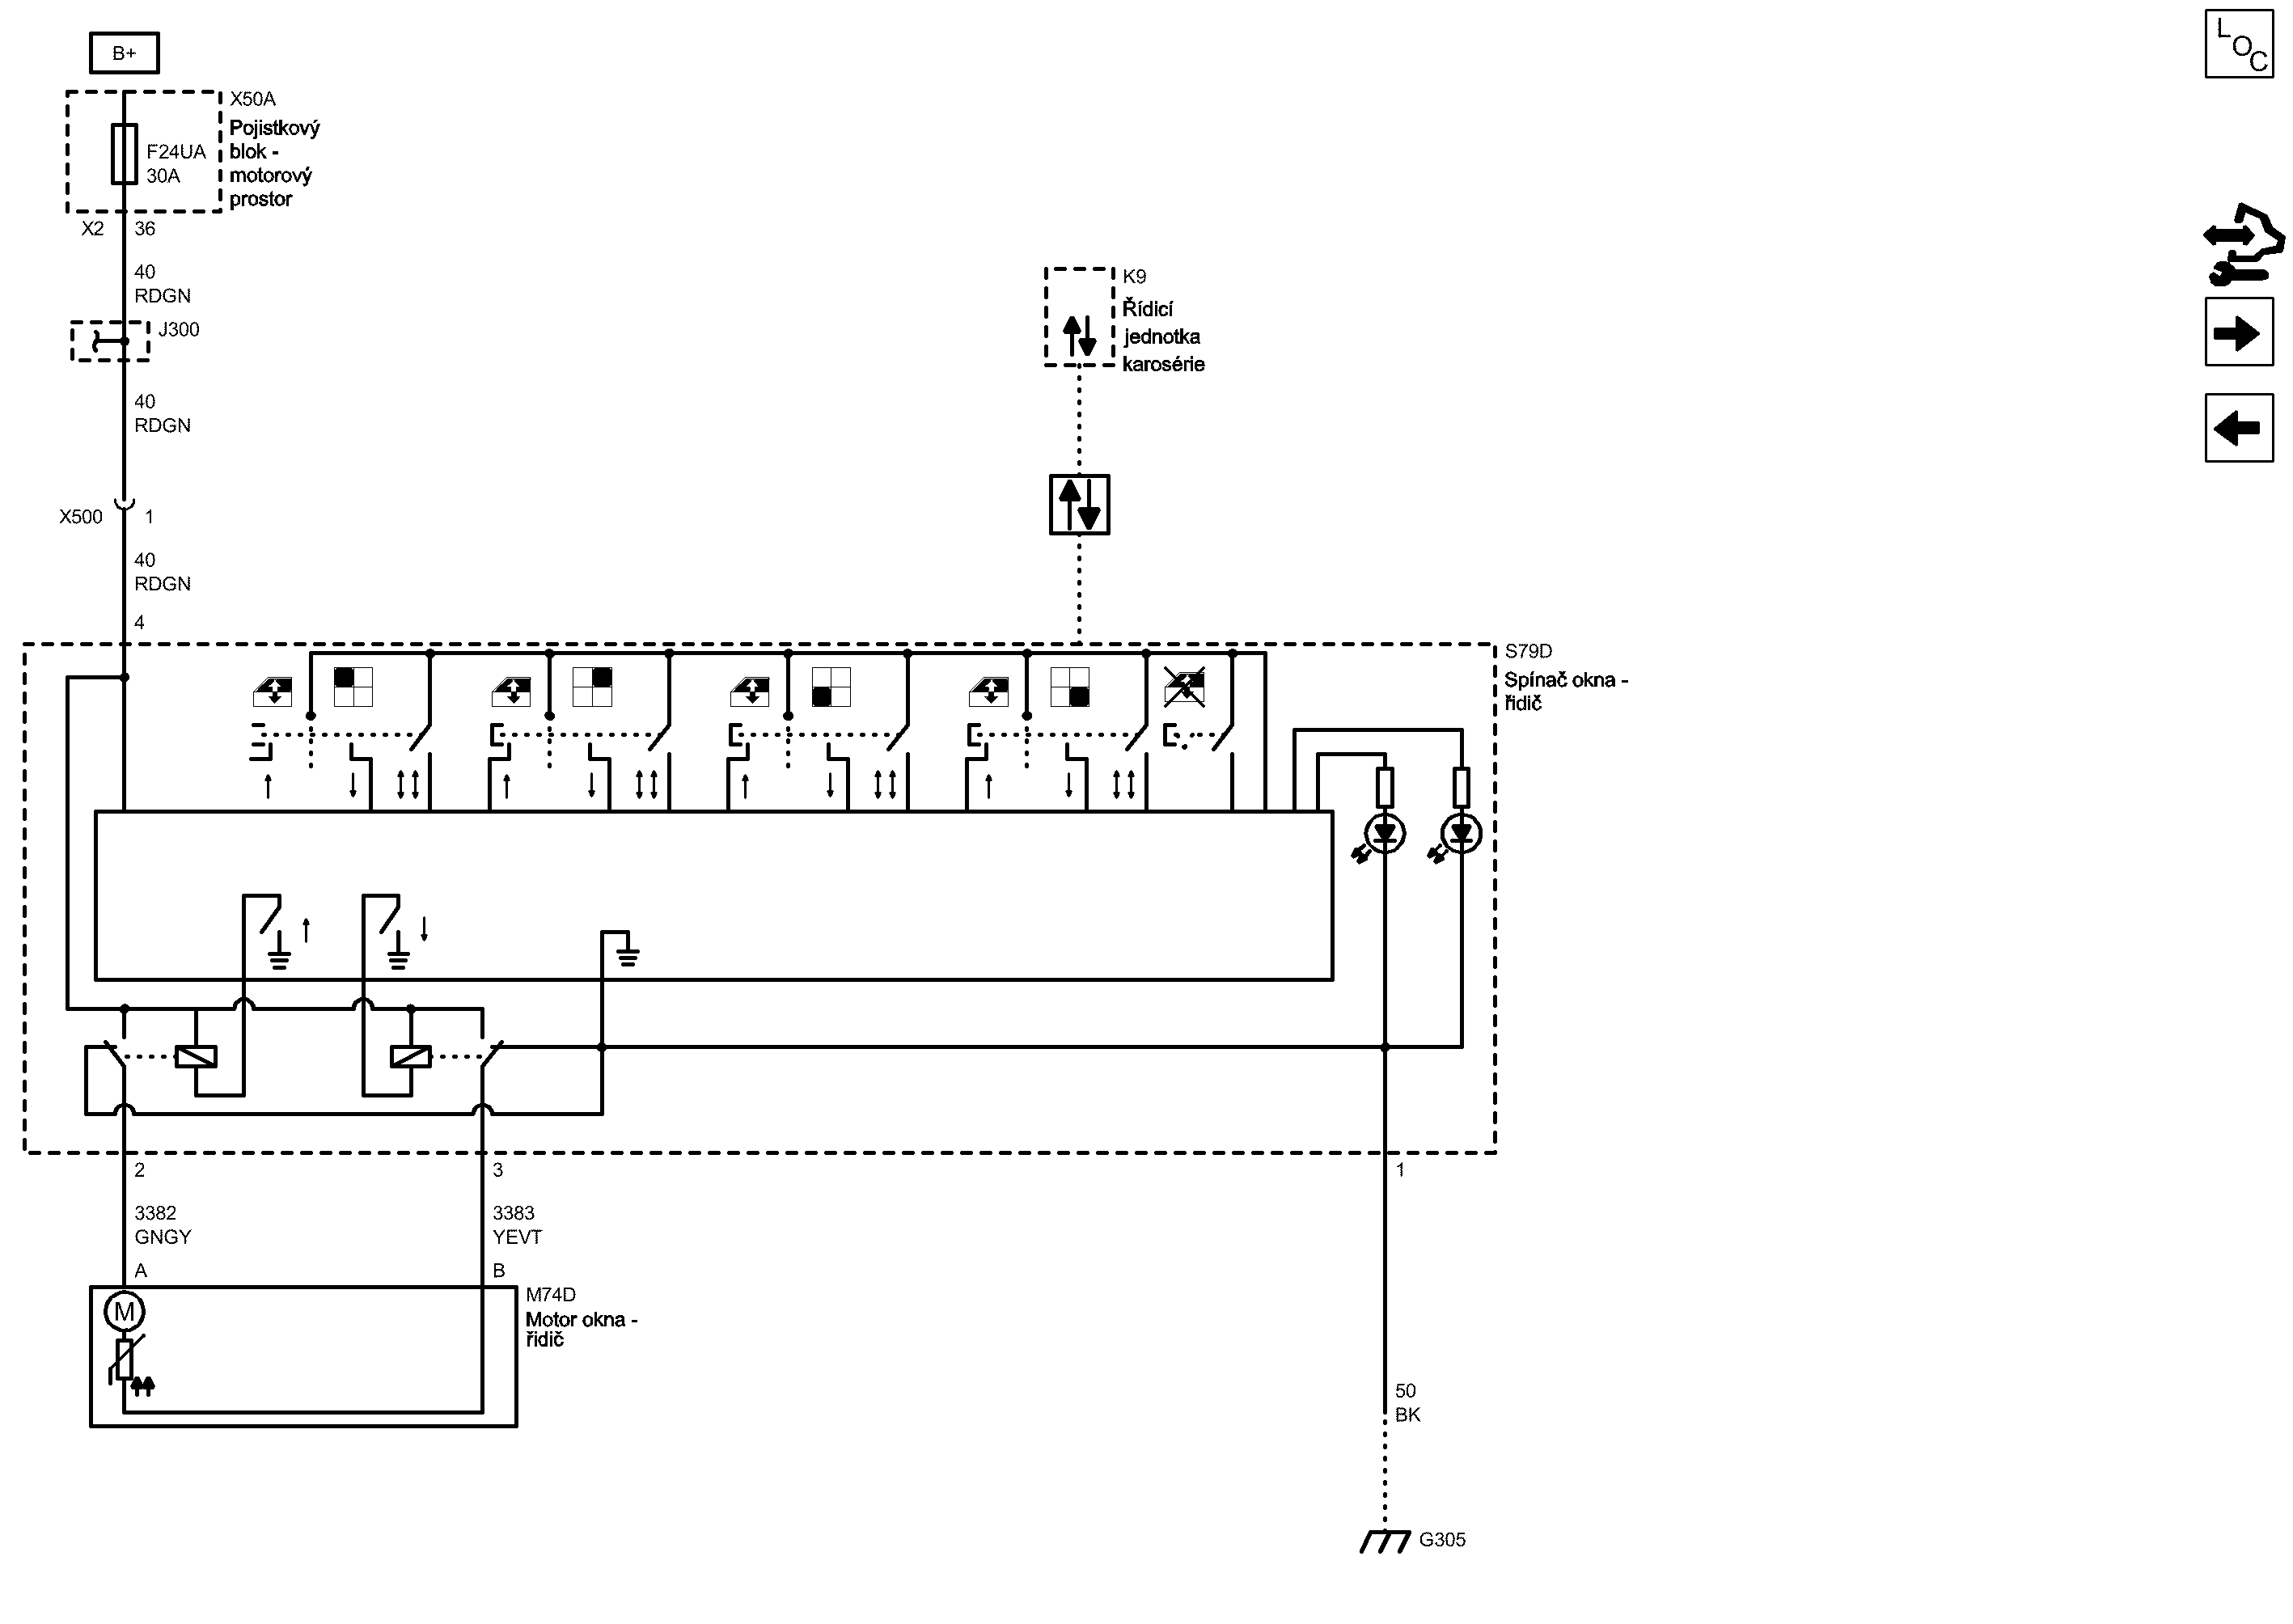 B+
X50A
Pojistkový
blok -
motorový
prostor
F24UA
30A
X2 36
40
RDGN
J300
40
RDGN
X500 1
40
RDGN
4
K9
Řídicí
jednotka
karosérie
LOC
S79D
Spínač okna -
řidič
2
3
1
3382
GNGY
3383
YEVT
A
B
M
M74D
Motor okna -
řidič
50
BK
G305